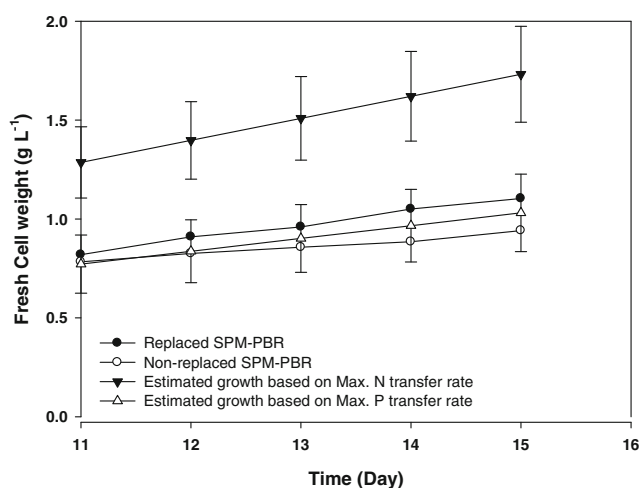 2.0
1.5
1.0
0.5
0.0
Fresh Cell weight (g L⁻¹)
Replaced SPM-PBR
Non-replaced SPM-PBR
Estimated growth based on Max. N transfer rate
Estimated growth based on Max. P transfer rate
11 12 13 14 15 16
Time (Day)